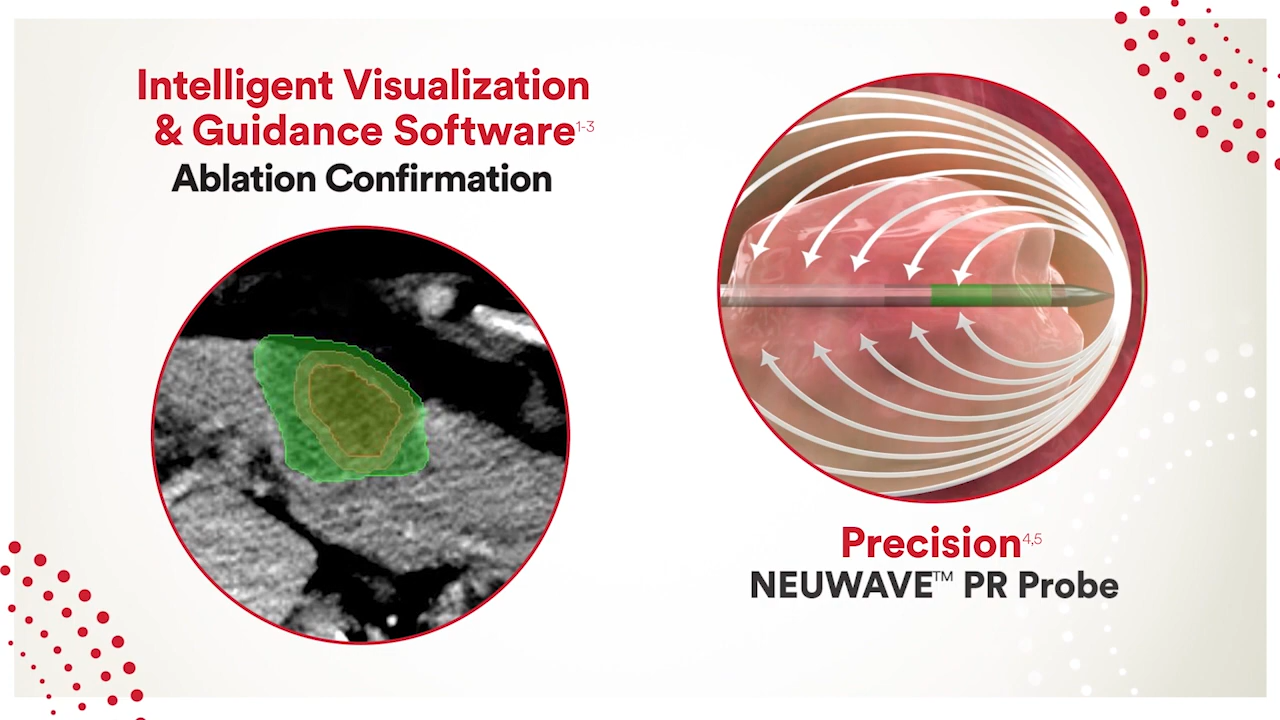 Intelligent Visualization
& Guidance Software1-3
Ablation Confirmation
Precision4,5
NEUWAVE™ PR Probe